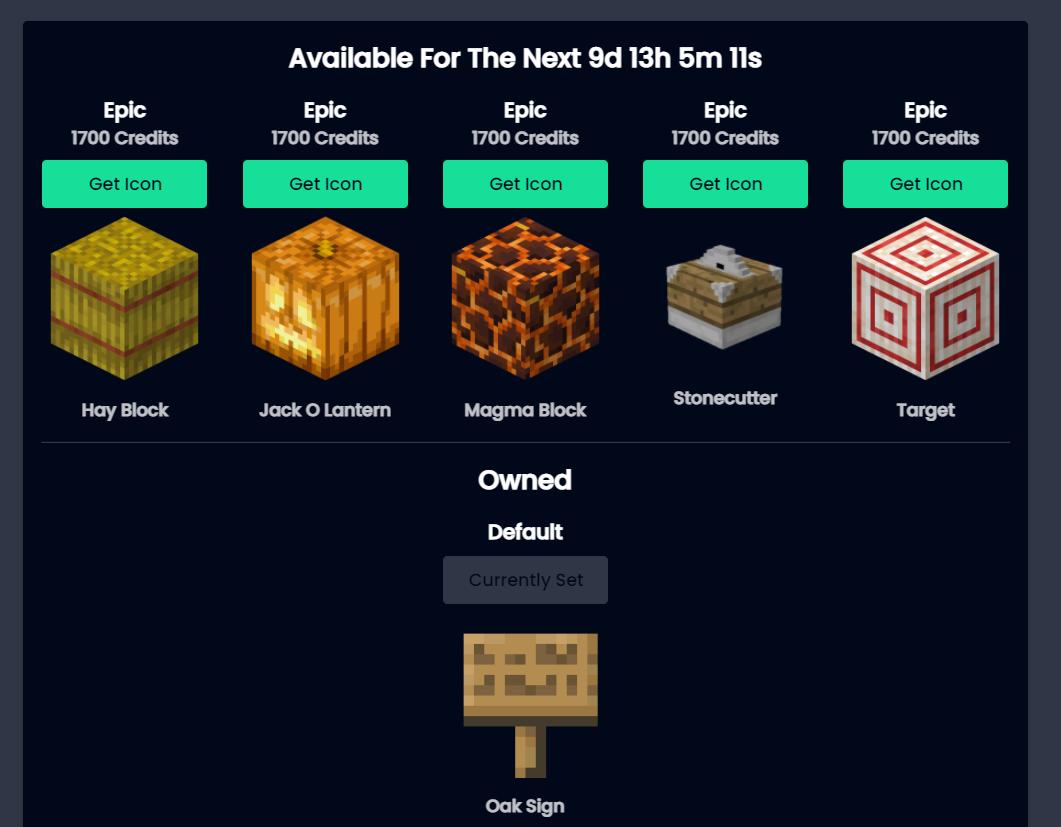 Available For The Next 9d 13h 5m 11s
Epic
1700 Credits
Get Icon
Hay Block
Epic
1700 Credits
Get Icon
Jack O Lantern
Epic
1700 Credits
Get Icon
Magma Block
Epic
1700 Credits
Get Icon
Stonecutter
Epic
1700 Credits
Get Icon
Target
Owned
Default
Currently Set
Oak Sign